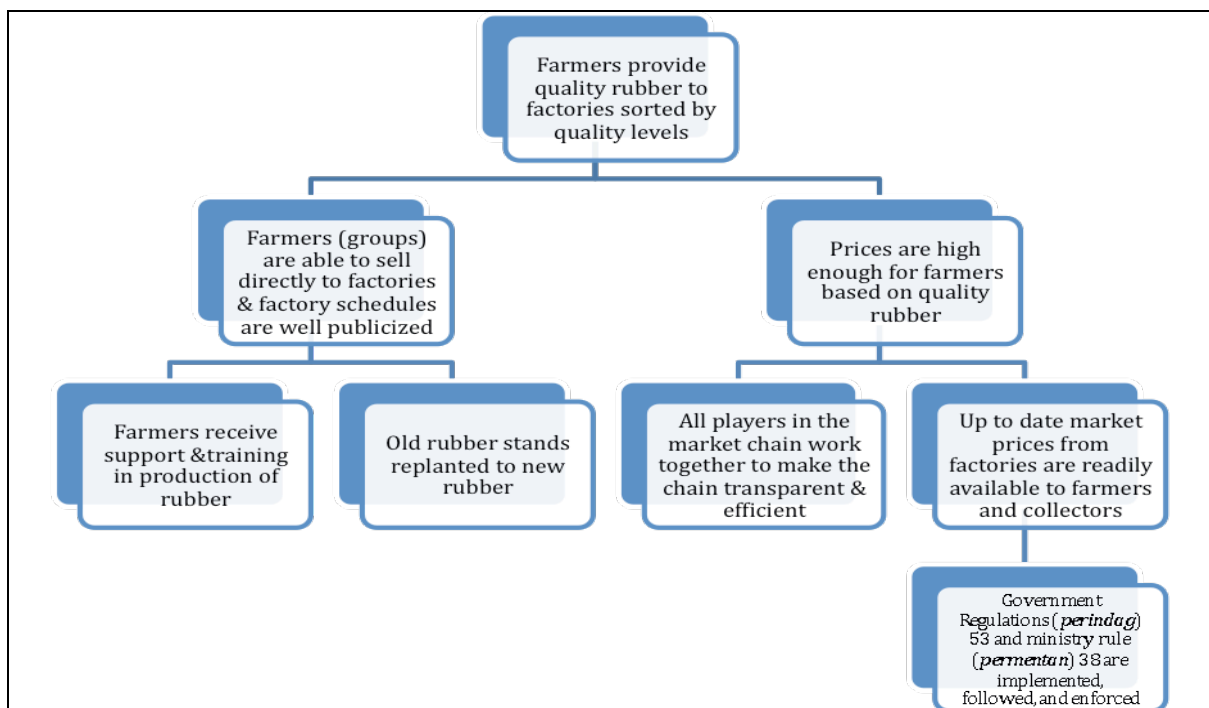 Farmers provide
quality rubber to
factories sorted by
quality levels
Farmers (groups)
are able to sell
directly to factories
& factory schedules
are well publicized
Prices are high
enough for farmers
based on quality
rubber
Farmers receive
support &training
in production of
rubber
Old rubber stands
replanted to new
rubber
All players in the
market chain work
together to make the
chain transparent &
efficient
Up to date market
prices from
factories are readily
available to farmers
and collectors
Government
Regulations (perindag)
53 and ministry rule
(permentan) 38 are
implemented,
followed, and enforced